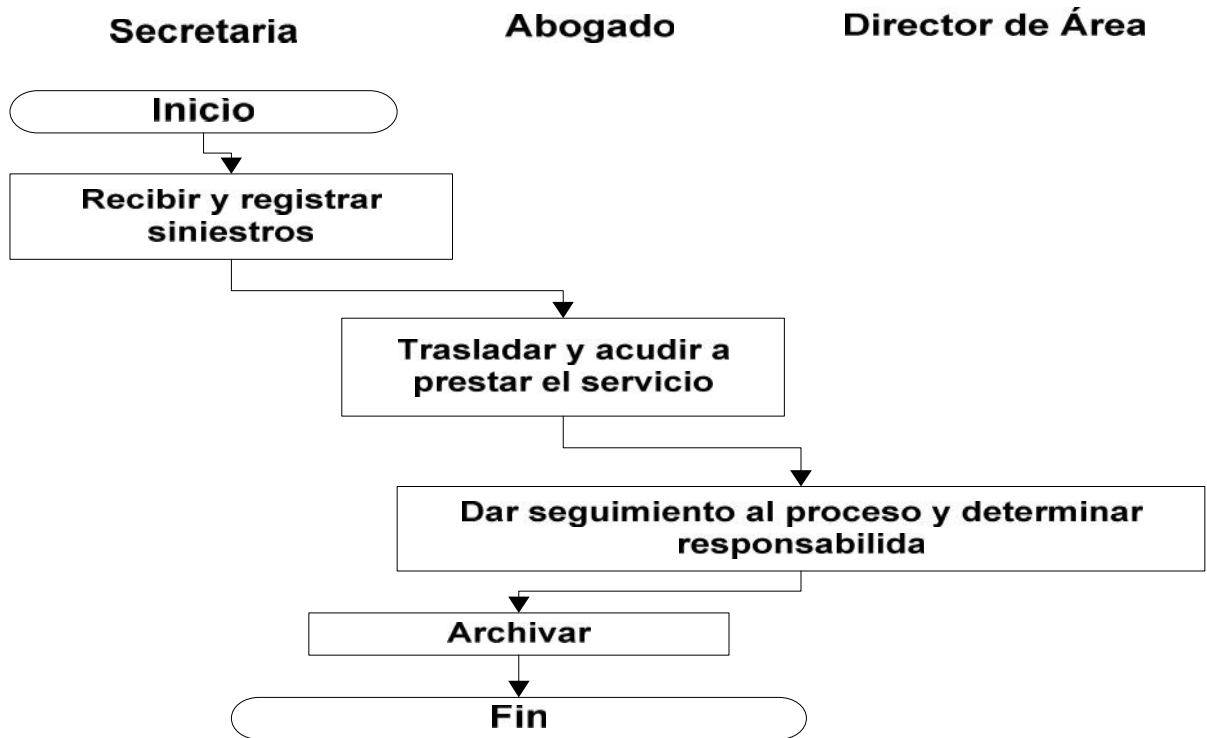 Secretaria
Abogado
Director de Área
Inicio
Recibir y registrar
siniestros
Trasladar y acudir a
prestar el servicio
Dar seguimiento al proceso y determinar
responsabilida
Archivar
Fin